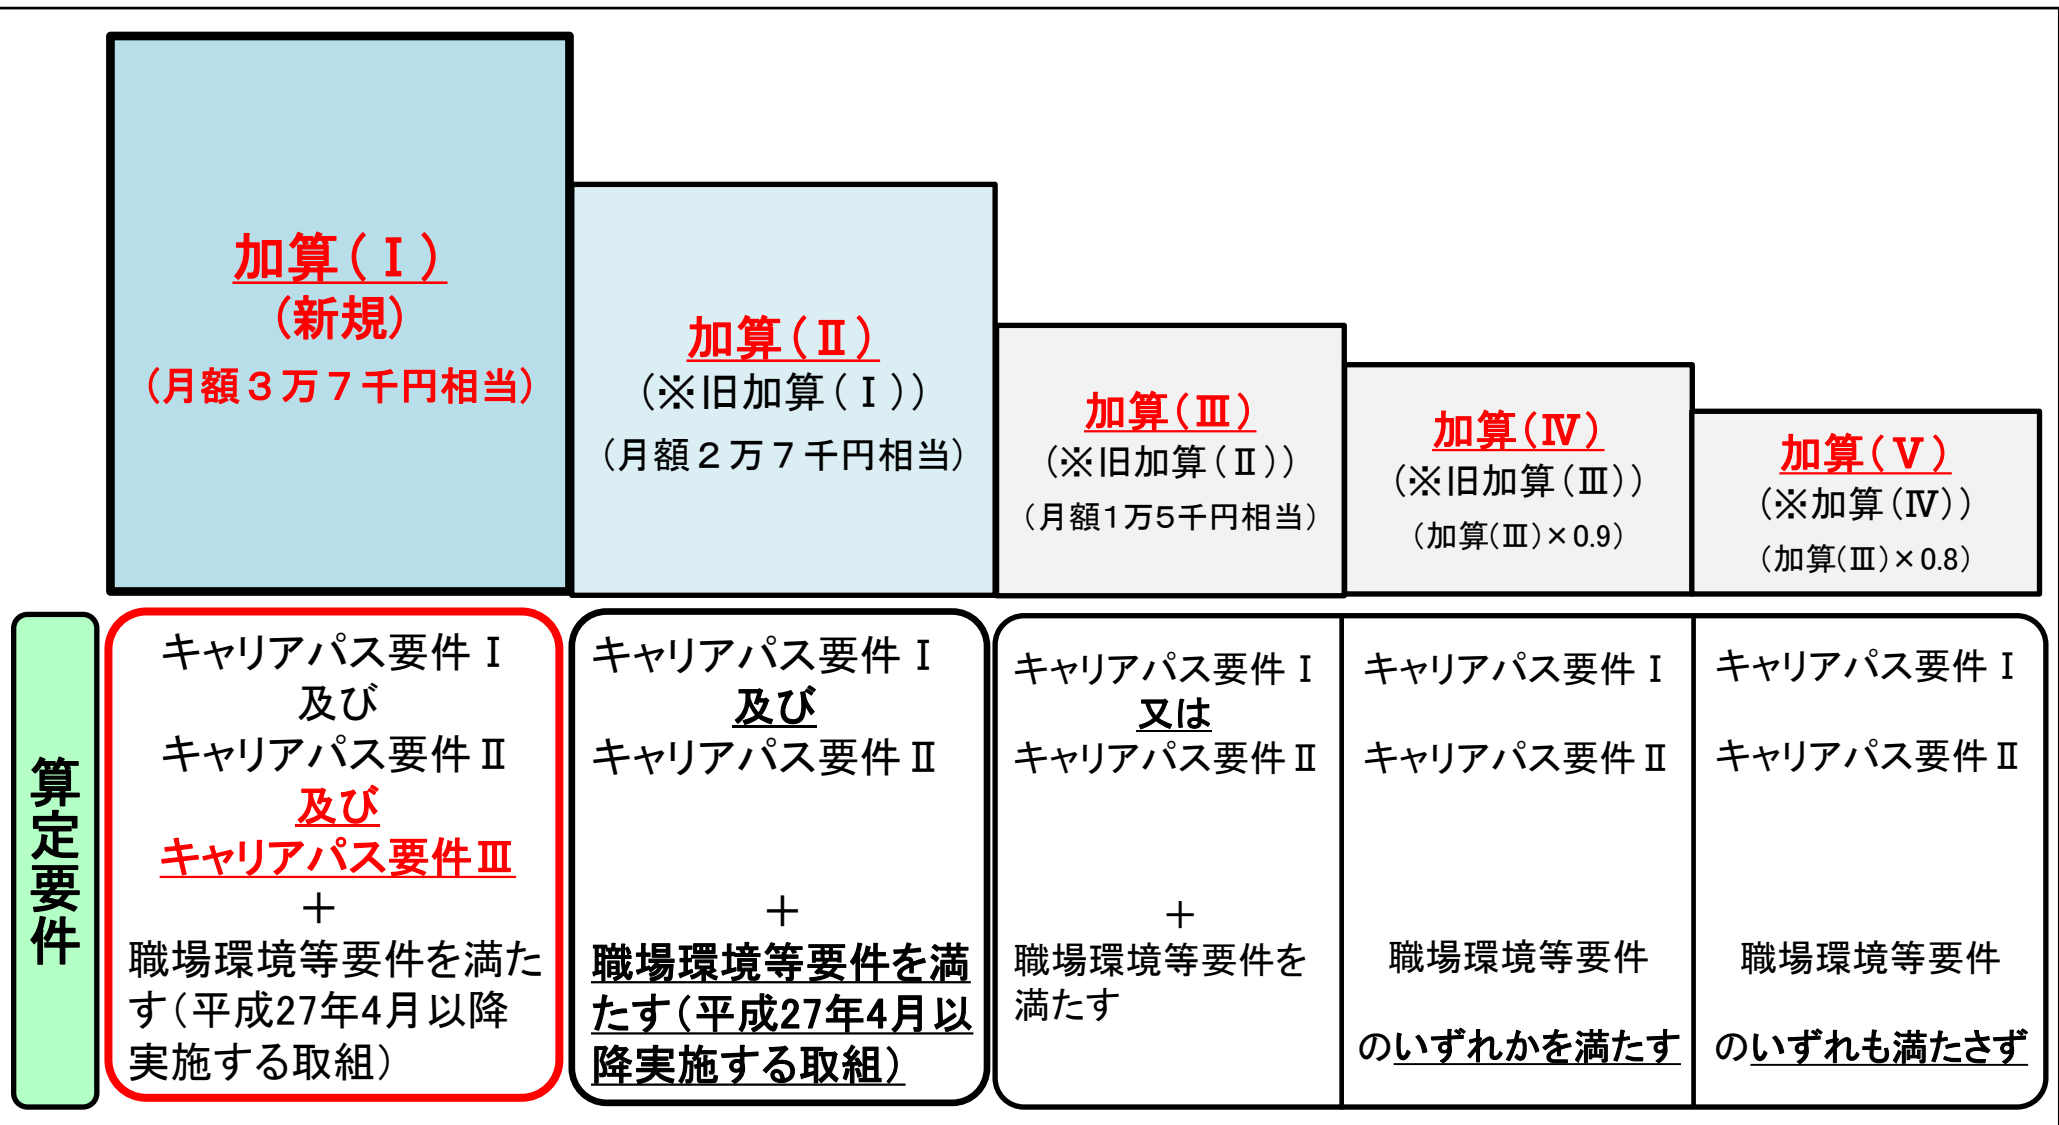 加算(Ⅰ)
(新規)
(月額３万７千円相当)
加算(Ⅱ)
(※旧加算(Ⅰ))
(月額２万７千円相当)
加算(Ⅲ)
(※旧加算(Ⅱ))
(月額1万5千円相当)
加算(Ⅳ)
(※旧加算(Ⅲ))
(加算(Ⅲ)×0.9)
加算(Ⅴ)
(※加算(Ⅳ))
(加算(Ⅲ)×0.8)
算定要件
キャリアパス要件Ⅰ
及び
キャリアパス要件Ⅱ
及び
キャリアパス要件Ⅲ
＋
職場環境等要件を満た
す(平成27年4月以降
実施する取組)
キャリアパス要件Ⅰ
及び
キャリアパス要件Ⅱ
＋
職場環境等要件を満
たす(平成27年4月以
降実施する取組)
キャリアパス要件Ⅰ
又は
キャリアパス要件Ⅱ
＋
職場環境等要件を
満たす
キャリアパス要件Ⅰ
キャリアパス要件Ⅱ
職場環境等要件
のいずれかを満たす
キャリアパス要件Ⅰ
キャリアパス要件Ⅱ
職場環境等要件
のいずれも満たさず